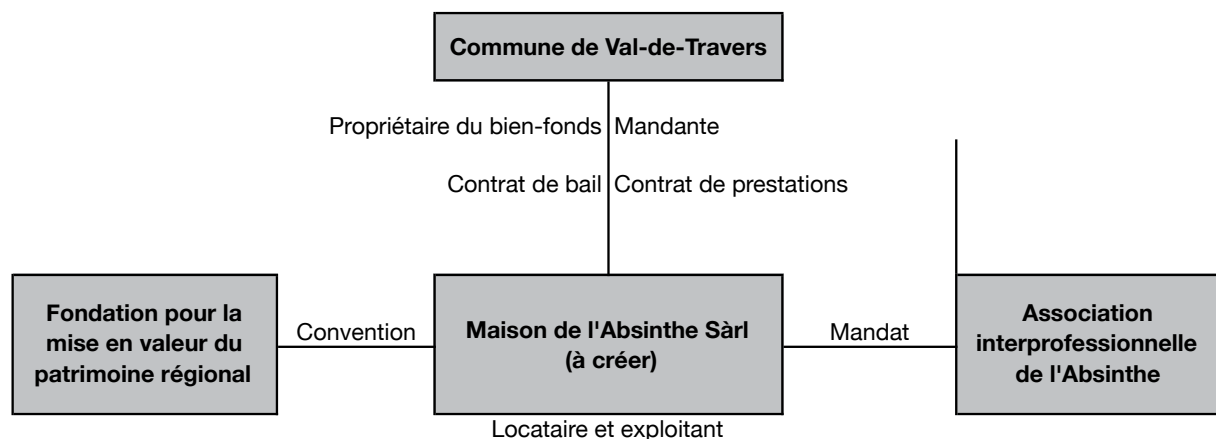 Commune de Val-de-Travers
Propriétaire du bien-fonds Mandante
Contrat de bail Contrat de prestations
Fondation pour la
mise en valeur du
patrimoine régional
Convention
Maison de l'Absinthe Sàrl
(à créer)
Mandat
Association
interprofessionnelle
de l'Absinthe
Locataire et exploitant